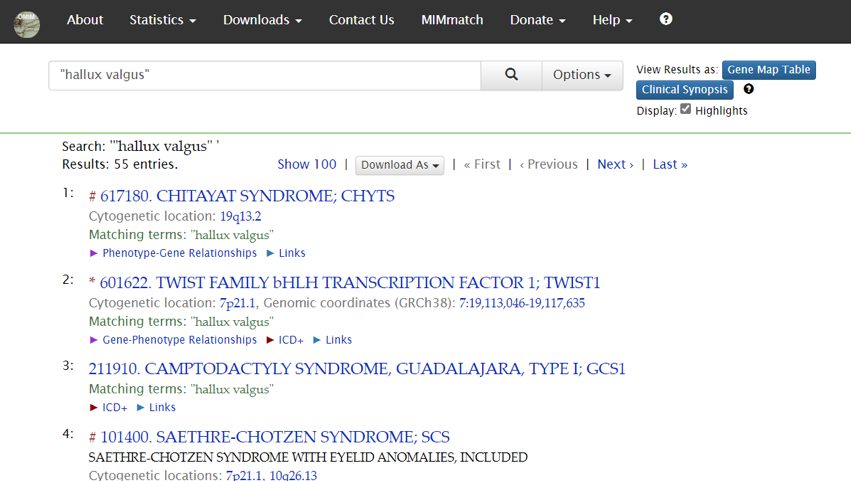 OMIM
About Statistics Downloads Contact Us MIMmatch Donate Help ?
"hallux valgus" Options
View Results as: Gene Map Table
Clinical Synopsis ?
Display: Highlights
Search: '"hallux valgus" '
Results: 55 entries. Show 100 | Download As | « First | ‹ Previous | Next › | Last »
1: # 617180. CHITAYAT SYNDROME; CHYTS
Cytogenetic location: 19q13.2
Matching terms: "hallux valgus"
► Phenotype-Gene Relationships ► Links
2: * 601622. TWIST FAMILY bHLH TRANSCRIPTION FACTOR 1; TWIST1
Cytogenetic location: 7p21.1, Genomic coordinates (GRCh38): 7:19,113,046-19,117,635
Matching terms: "hallux valgus"
► Gene-Phenotype Relationships ► ICD+ ► Links
3: 211910. CAMPTODACTYLY SYNDROME, GUADALAJARA, TYPE I; GCS1
Matching terms: "hallux valgus"
► ICD+ ► Links
4: # 101400. SAETHRE-CHOTZEN SYNDROME; SCS
SAETHRE-CHOTZEN SYNDROME WITH EYELID ANOMALIES, INCLUDED
Cytogenetic locations: 7p21.1, 10q26.13